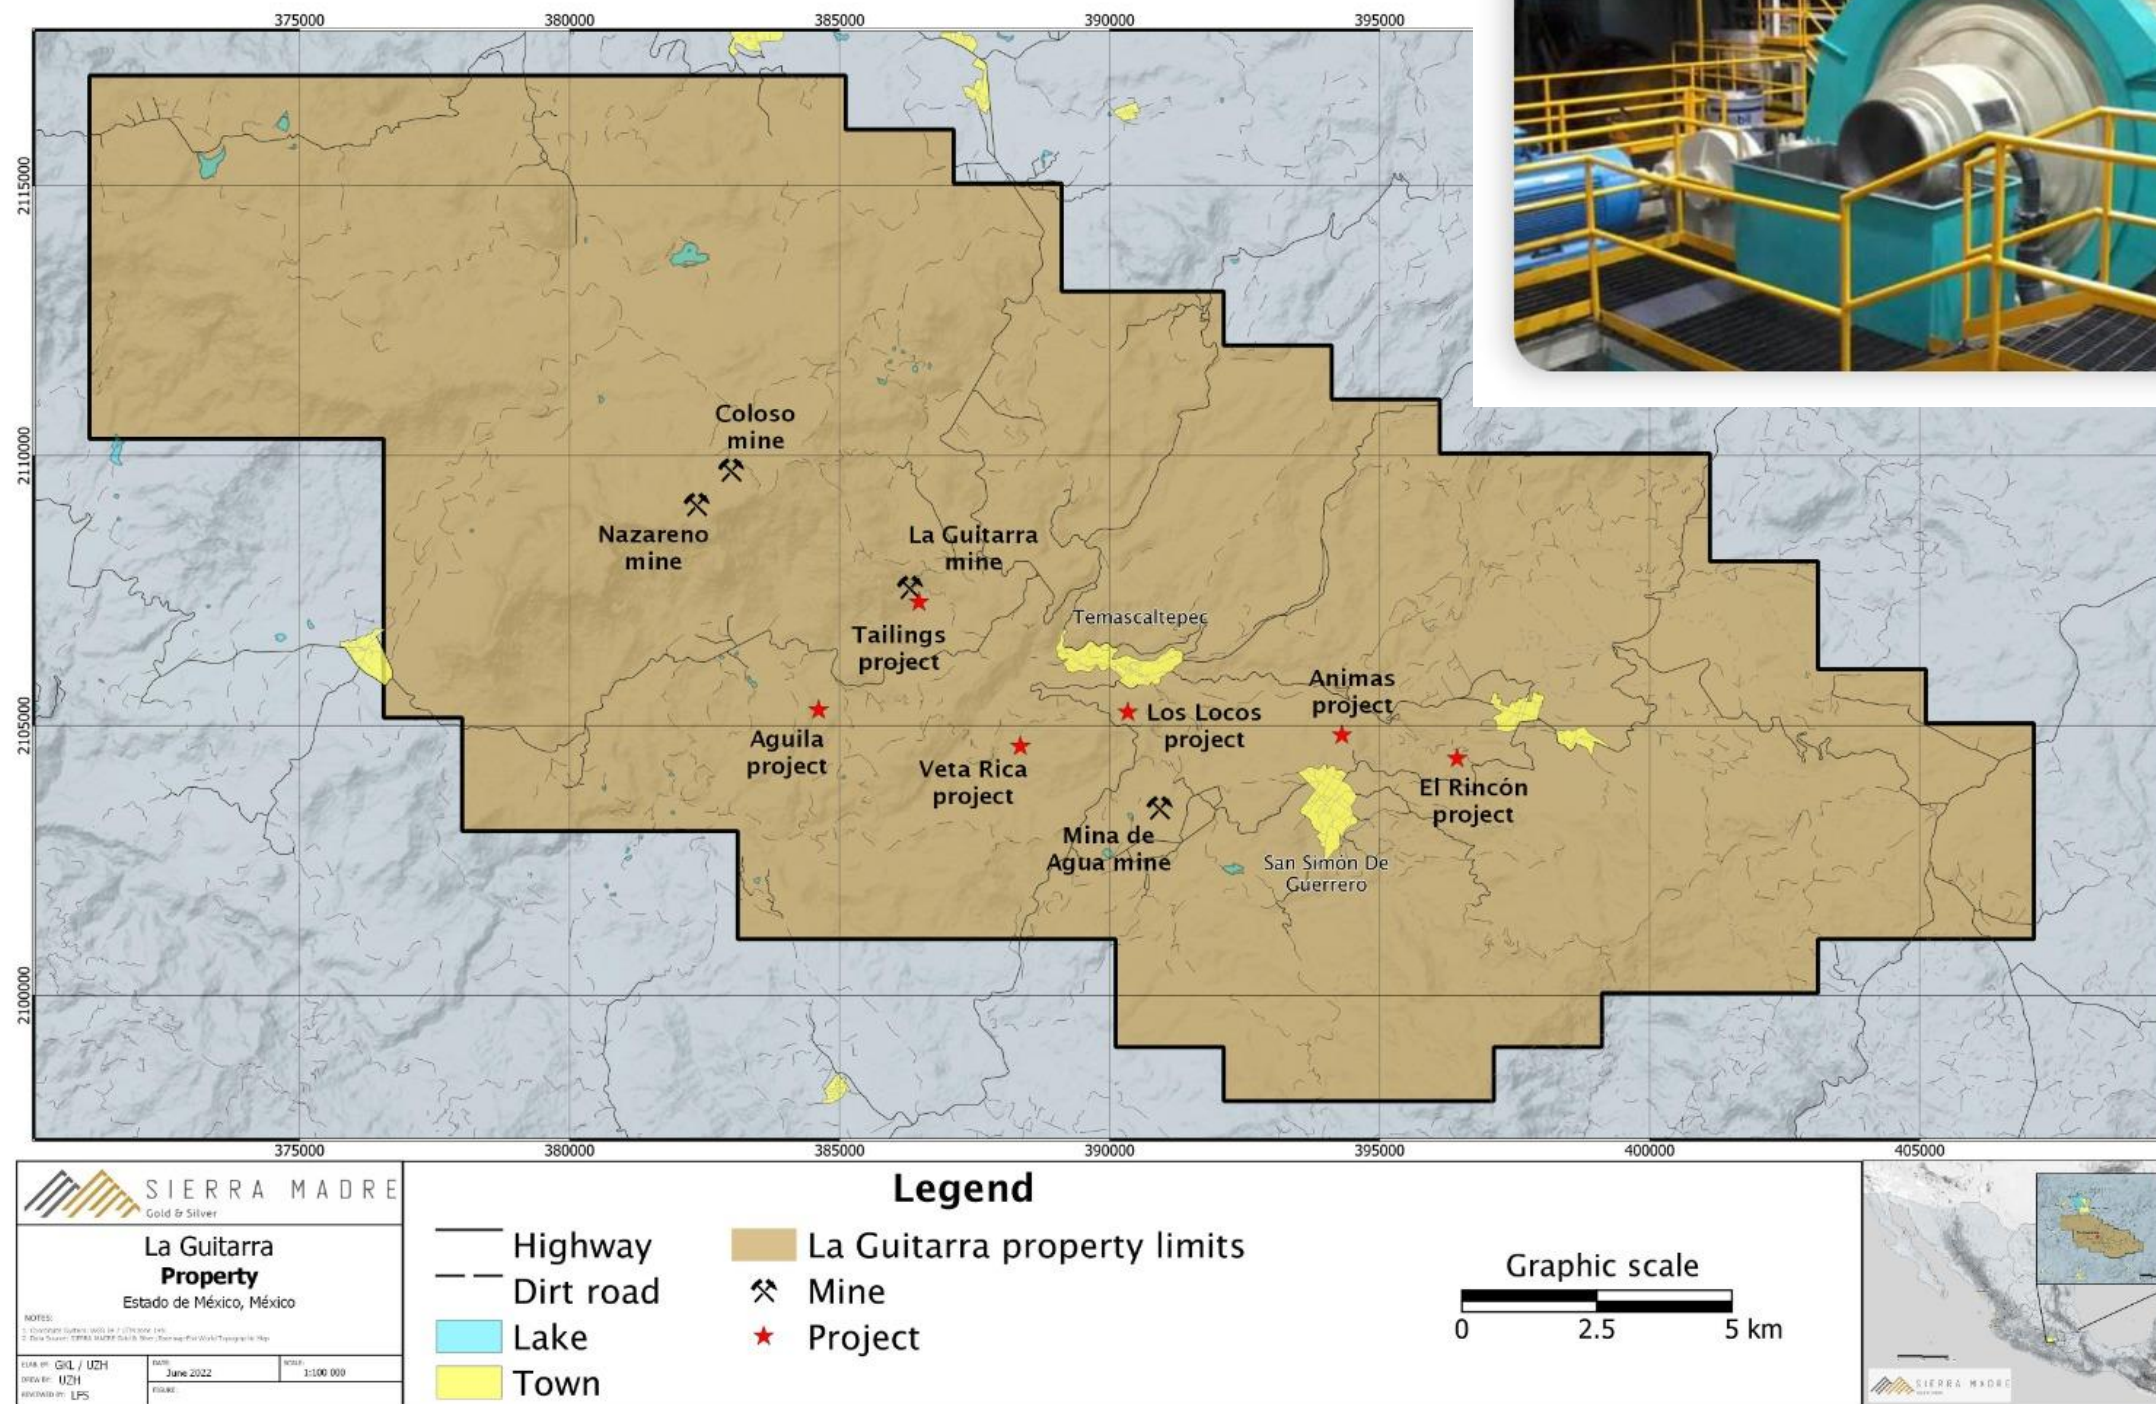 375000
380000
385000
390000
395000
2115000
2110000
2105000
2100000
Coloso
mine
Nazareno
mine
La Guitarra
mine
Tailings
project
Temascaltepec
Animas
project
Los Locos
project
Aguila
project
Veta Rica
project
El Rincón
project
Mina de
Agua mine
San Simón De
Guerrero
375000
380000
385000
390000
395000
400000
405000
SIERRA MADRE
Gold & Silver
La Guitarra
Property
Estado de México, México
NOTES:
GKL / UZH
DATE:
June 2022
SCALE:
1:100 000
UZH
LPS
Legend
Highway
Dirt road
Lake
Town
La Guitarra property limits
Mine
Project
Graphic scale
0 2.5 5 km
SIERRA MADRE